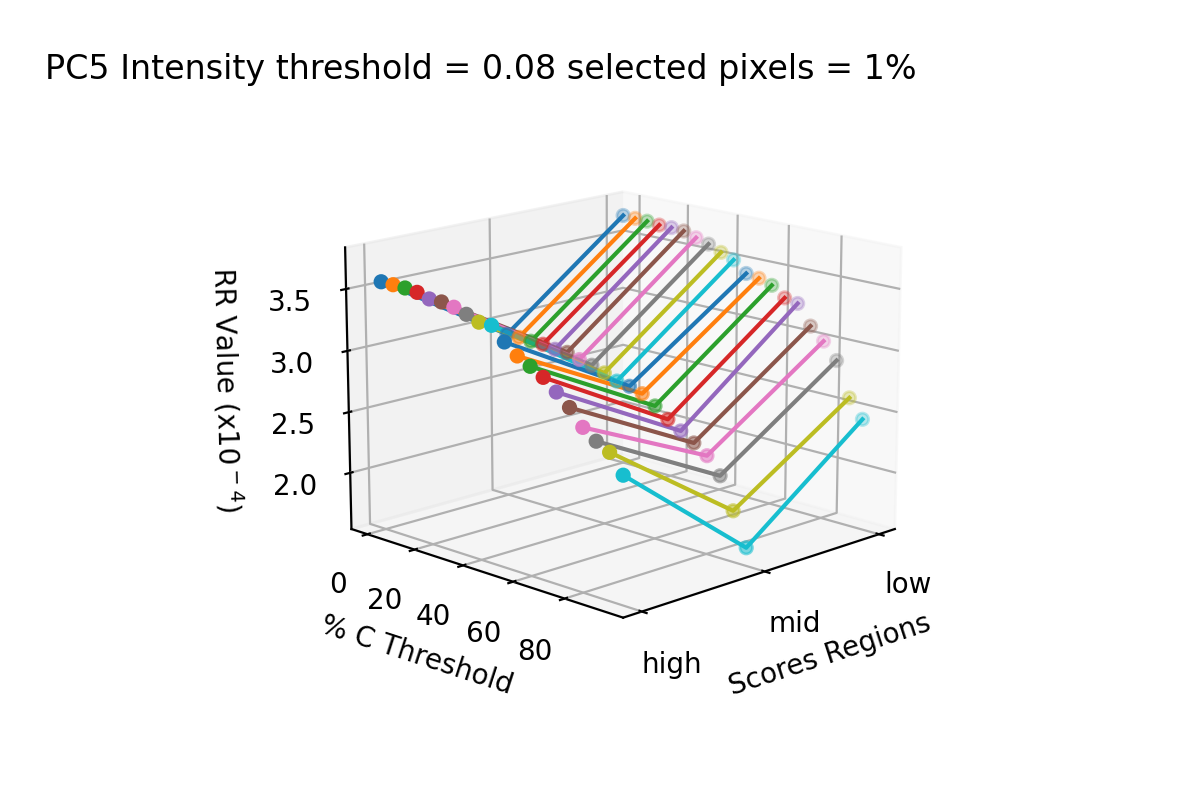 PC5 Intensity threshold = 0.08 selected pixels = 1%
RR Value (x10⁻⁴)
3.5
3.0
2.5
2.0
0
20
40
60
80
% C Threshold
high
mid
low
Scores Regions